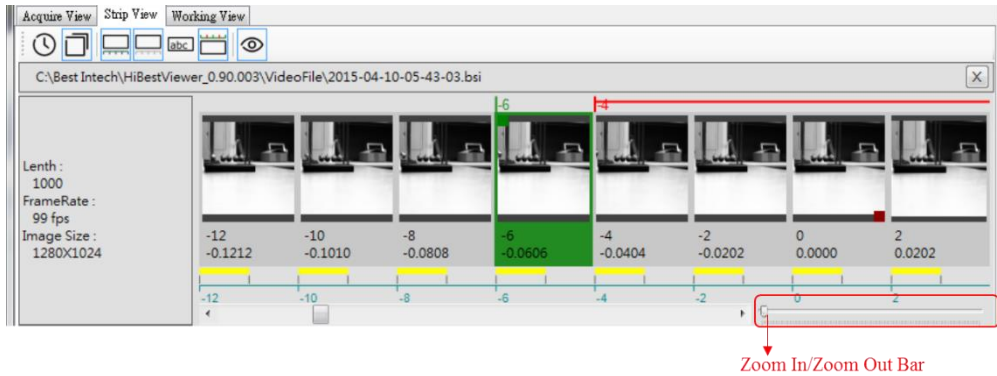 Acquire View Strip View Working View
abc
C:\Best Intech\HiBestViewer_0.90.003\VideoFile\2015-04-10-05-43-03.bsi X
-6 -4
Lenth :
1000
FrameRate :
99 fps
Image Size :
1280X1024
-12 -10 -8 -6 -4 -2 0 2
-0.1212 -0.1010 -0.0808 -0.0606 -0.0404 -0.0202 0.0000 0.0202
-12 -10 -8 -6 -4 -2 0 2
Zoom In/Zoom Out Bar